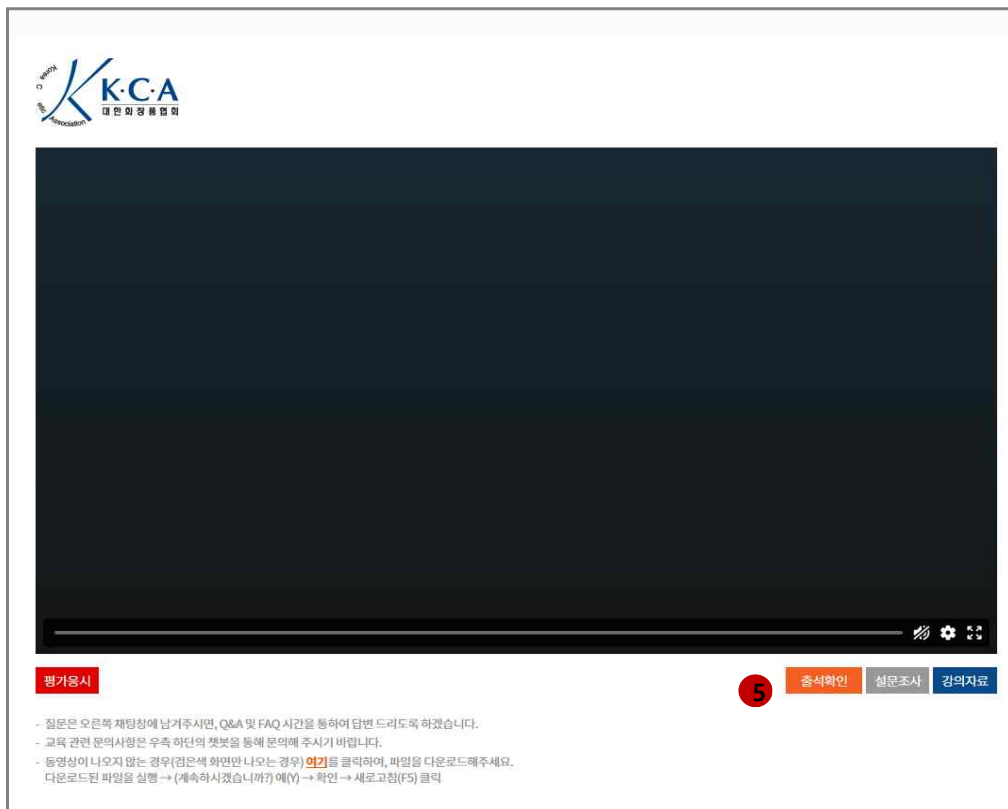 Korea C
tic Association
K·C·A
대한화장품협회
평가응시
5
출석확인
설문조사
강의자료
- 질문은 오른쪽 채팅창에 남겨주시면, Q&A 및 FAQ 시간을 통하여 답변 드리도록 하겠습니다.
- 교육 관련 문의사항은 우측 하단의 챗봇을 통해 문의해 주시기 바랍니다.
- 동영상이 나오지 않는 경우(검은색 화면만 나오는 경우) 여기를 클릭하여, 파일을 다운로드해주세요.
다운로드된 파일을 실행 → (계속하시겠습니까?) 예(Y) → 확인 → 새로고침(F5) 클릭